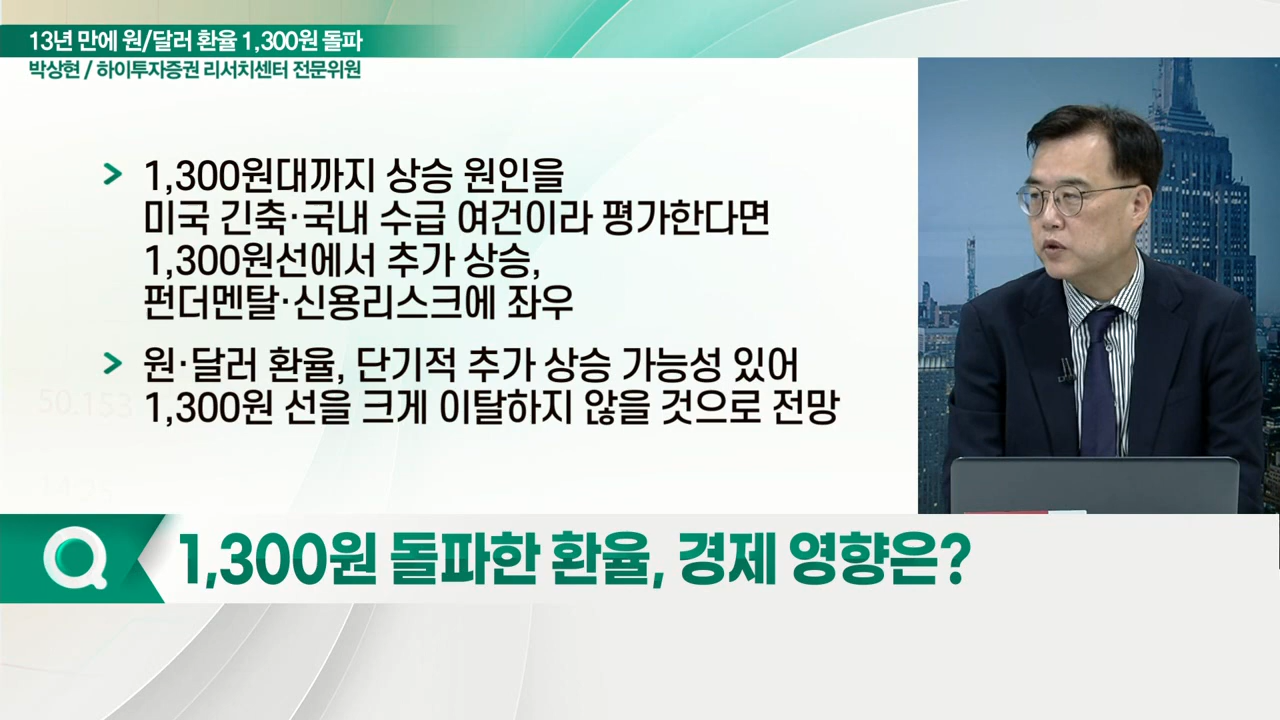 13년 만에 원/달러 환율 1,300원 돌파
박상현 / 하이투자증권 리서치센터 전문위원
1,300원대까지 상승 원인을
미국 긴축·국내 수급 여건이라 평가한다면
1,300원선에서 추가 상승,
펀더멘탈·신용리스크에 좌우
원·달러 환율, 단기적 추가 상승 가능성 있어
1,300원 선을 크게 이탈하지 않을 것으로 전망
50.153
Q 1,300원 돌파한 환율, 경제 영향은?